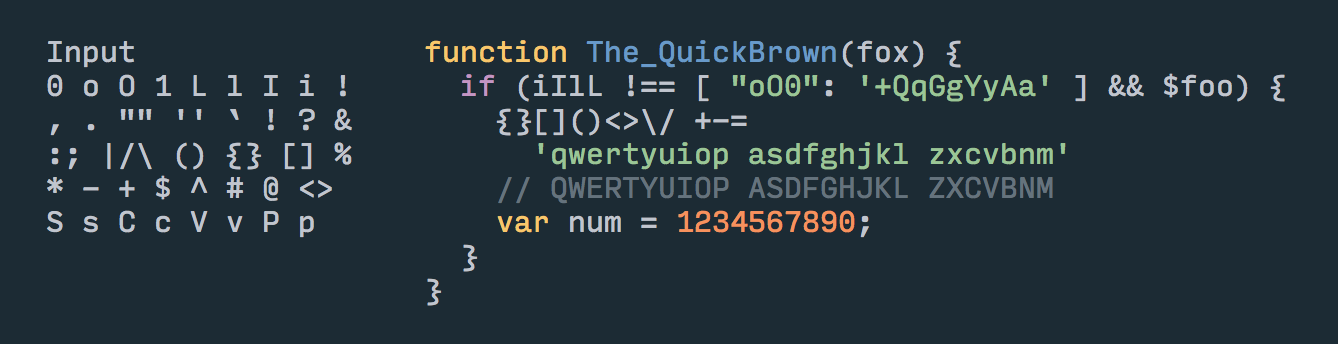 Input
0 o O 1 L l I i !
, . "" '' ` ! ? &
:; |/\ () {} [] %
* - + $ ^ # @ <>
S s C c V v P p
function The_QuickBrown(fox) {
  if (iIlL !== [ "oO0": '+QqGgYyAa' ] && $foo) {
    {}[]()<>\/ +-=
      'qwertyuiop asdfghjkl zxcvbnm'
    // QWERTYUIOP ASDFGHJKL ZXCVBNM
    var num = 1234567890;
  }
}